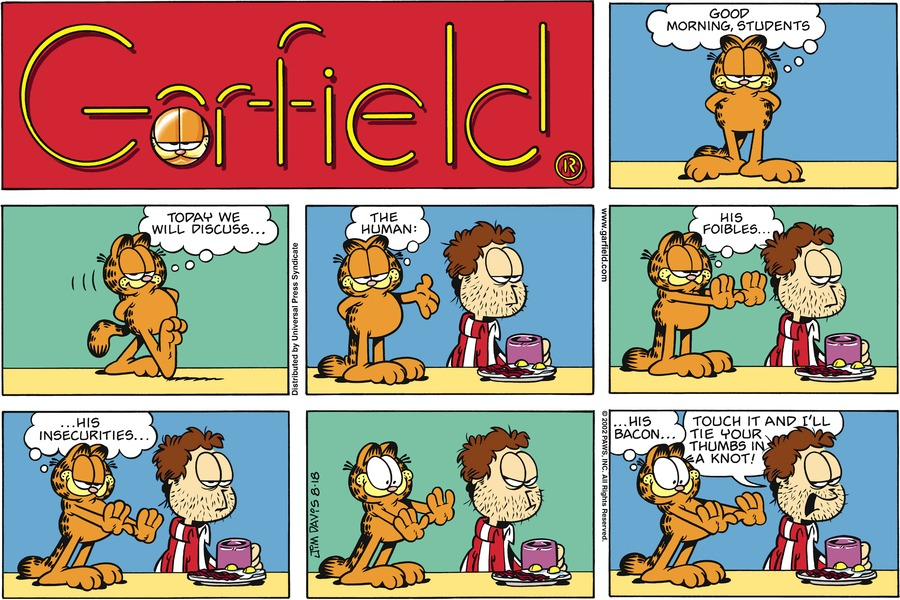 Garfield
®
GOOD
MORNING, STUDENTS
TODAY WE
WILL DISCUSS...
Distributed by Universal Press Syndicate
THE
HUMAN:
www.garfield.com
HIS
FOIBLES...
...HIS
INSECURITIES...
JIM DAVIS 8·18
© 2002 PAWS, INC. All Rights Reserved.
...HIS
BACON...
TOUCH IT AND I'LL
TIE YOUR
THUMBS IN
A KNOT!